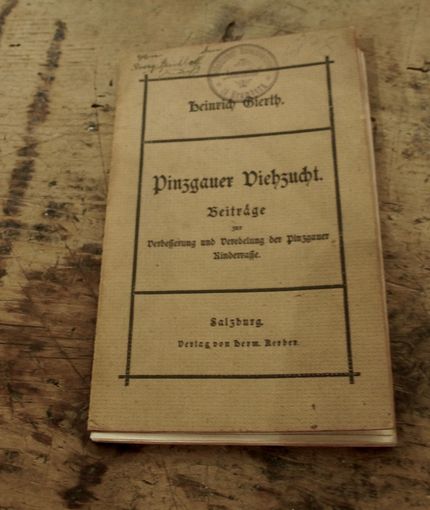 Heinrich Gierth.
Pinzgauer Viehzucht.
Beiträge
zur
Verbesserung und Veredelung der Pinzgauer
Rinderrasse.
Salzburg.
Verlag von Herm. Kerber.